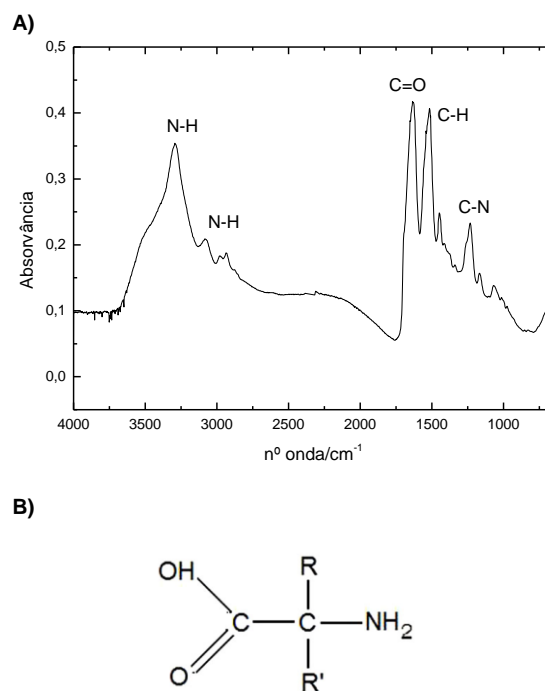 A)
0,5
0,4
0,3
0,2
0,1
0,0
Absorvância
N-H
N-H
C=O
C-H
C-N
4000 3500 3000 2500 2000 1500 1000
nº onda/cm⁻¹
B)
OH R
C C NH₂
O R'